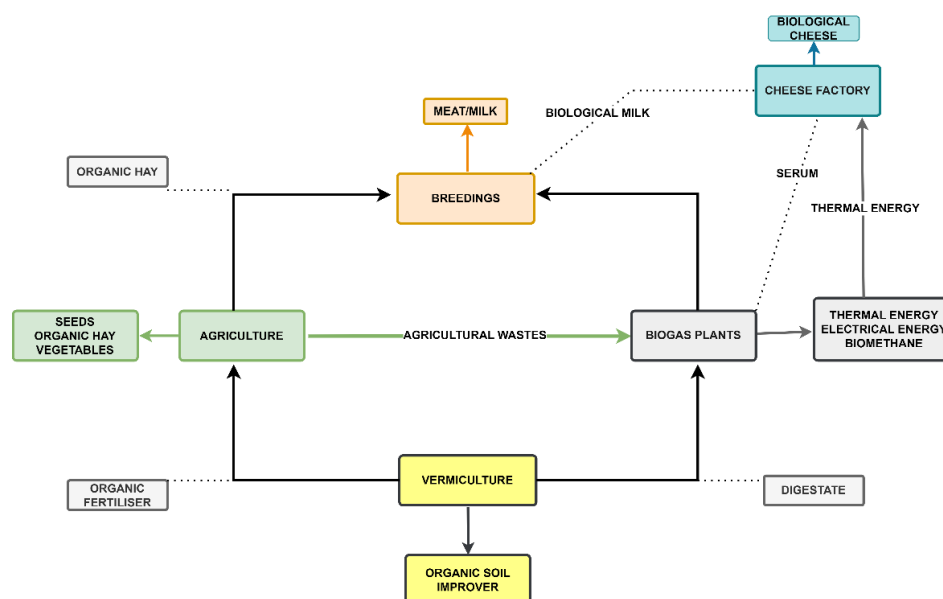 BIOLOGICAL
CHEESE
CHEESE FACTORY
MEAT/MILK
BIOLOGICAL MILK
ORGANIC HAY
SERUM
BREEDINGS
THERMAL ENERGY
SEEDS
ORGANIC HAY
VEGETABLES
AGRICULTURE
AGRICULTURAL WASTES
BIOGAS PLANTS
THERMAL ENERGY
ELECTRICAL ENERGY
BIOMETHANE
ORGANIC
FERTILISER
VERMICULTURE
DIGESTATE
ORGANIC SOIL
IMPROVER